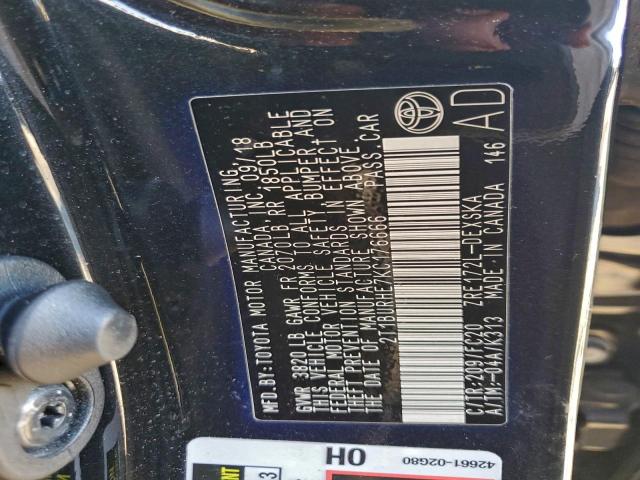 MFD.BY:TOYOTA MOTOR MANUFACTURING
CANADA,INC. 09/18
GVWR 3820LB GAWR FR 2070LB RR 1850LB
THIS VEHICLE CONFORMS TO ALL APPLICABLE
FEDERAL MOTOR VEHICLE SAFETY,BUMPER AND
THEFT PREVENTION STANDARDS IN EFFECT ON
THE DATE OF MANUFACTURE SHOWN ABOVE.
2T1BURHE7KC176666 PASS.CAR
C/TR:209/FC20 ZRE172L-DEXSKA
A/TM:-04A/K313 MADE IN CANADA 146
AD
42661-02G80
OH